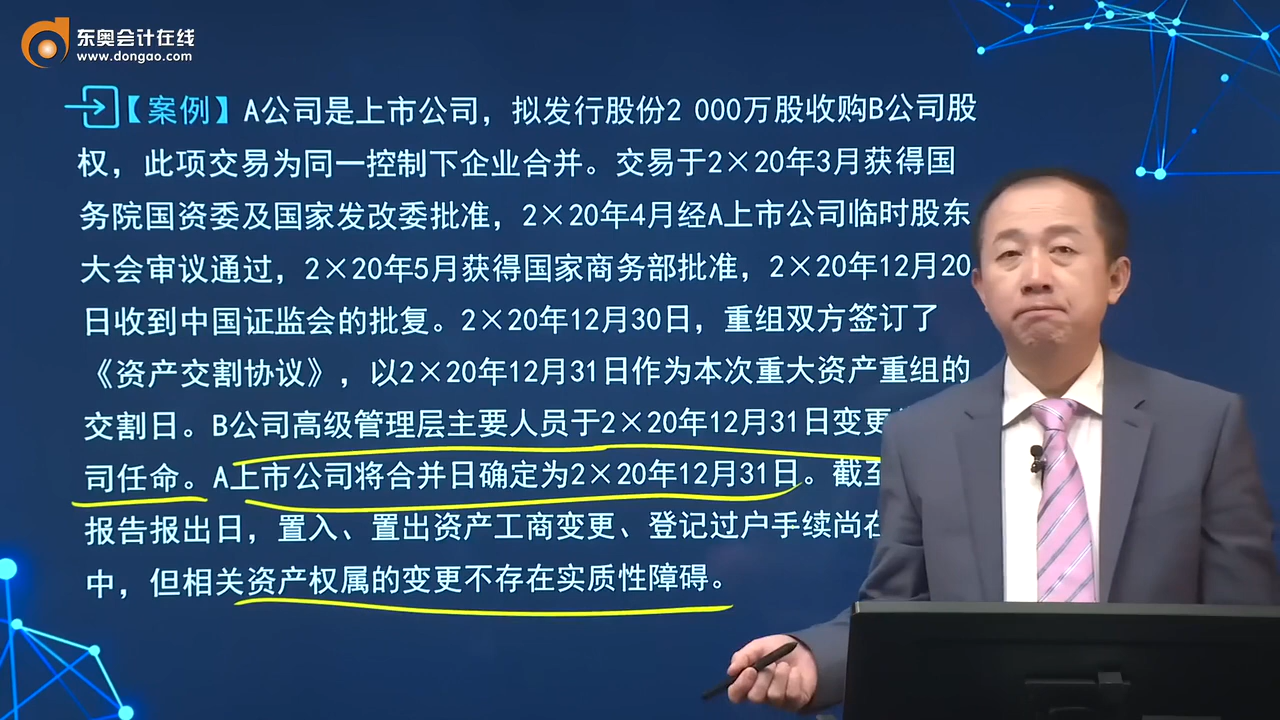 东奥会计在线
www.dongao.com
【案例】A公司是上市公司，拟发行股份2 000万股收购B公司股
权，此项交易为同一控制下企业合并。交易于2×20年3月获得国
务院国资委及国家发改委批准，2×20年4月经A上市公司临时股东
大会审议通过，2×20年5月获得国家商务部批准，2×20年12月20
日收到中国证监会的批复。2×20年12月30日，重组双方签订了
《资产交割协议》，以2×20年12月31日作为本次重大资产重组的
交割日。B公司高级管理层主要人员于2×20年12月31日变更
司任命。A上市公司将合并日确定为2×20年12月31日。截至
报告报出日，置入、置出资产工商变更、登记过户手续尚在
中，但相关资产权属的变更不存在实质性障碍。